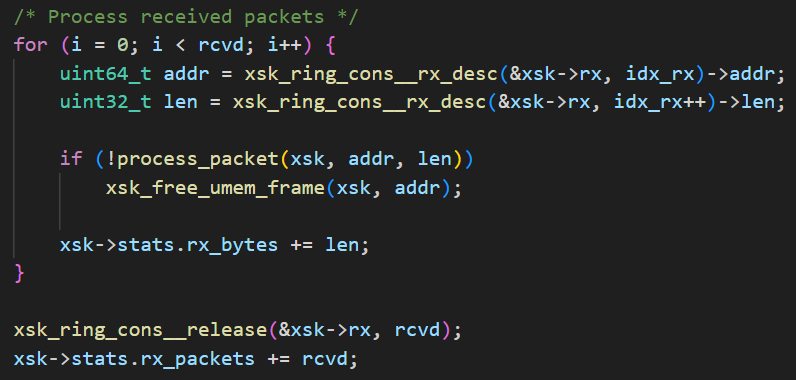 /* Process received packets */
for (i = 0; i < rcvd; i++) {
    uint64_t addr = xsk_ring_cons__rx_desc(&xsk->rx, idx_rx)->addr;
    uint32_t len = xsk_ring_cons__rx_desc(&xsk->rx, idx_rx++)->len;

    if (!process_packet(xsk, addr, len))
        xsk_free_umem_frame(xsk, addr);

    xsk->stats.rx_bytes += len;
}

xsk_ring_cons__release(&xsk->rx, rcvd);
xsk->stats.rx_packets += rcvd;